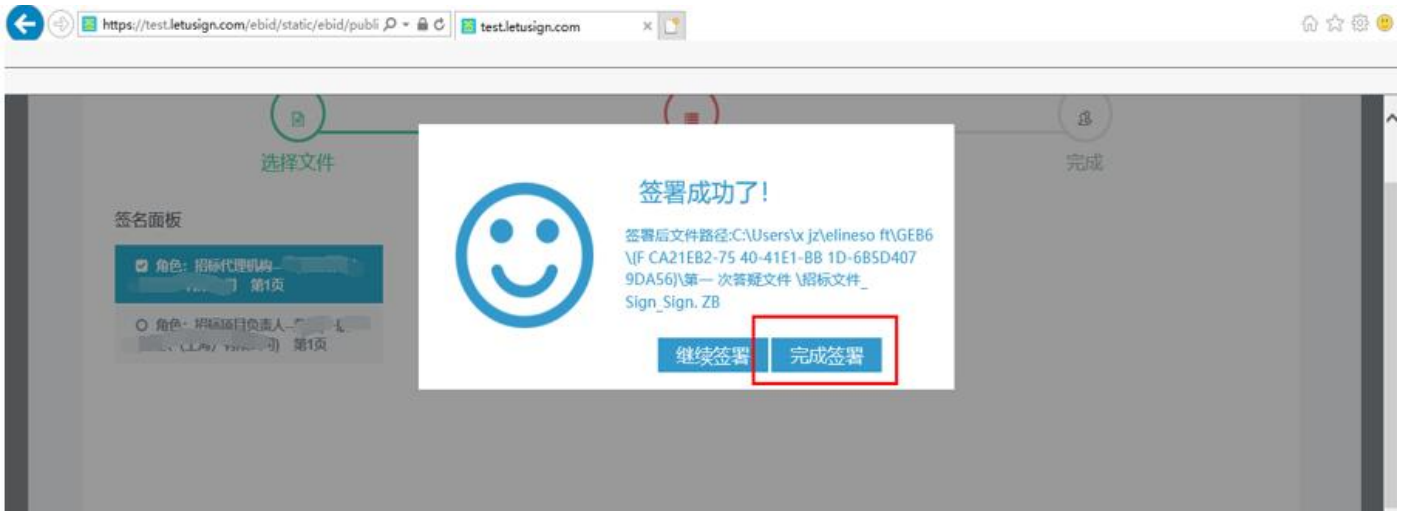 https://test.letusign.com/ebid/static/ebid/publi
test.letusign.com
选择文件
完成
签名面板
角色：招标代理机构
第1页
角色：招标项目负责人
第1页
签署成功了！
签署后文件路径:C:\Users\x jz\elineso ft\GEB6
\{F CA21EB2-75 40-41E1-BB 1D-6B5D407
9DA56}\第一 次答疑文件 \招标文件_
Sign_Sign. ZB
继续签署
完成签署